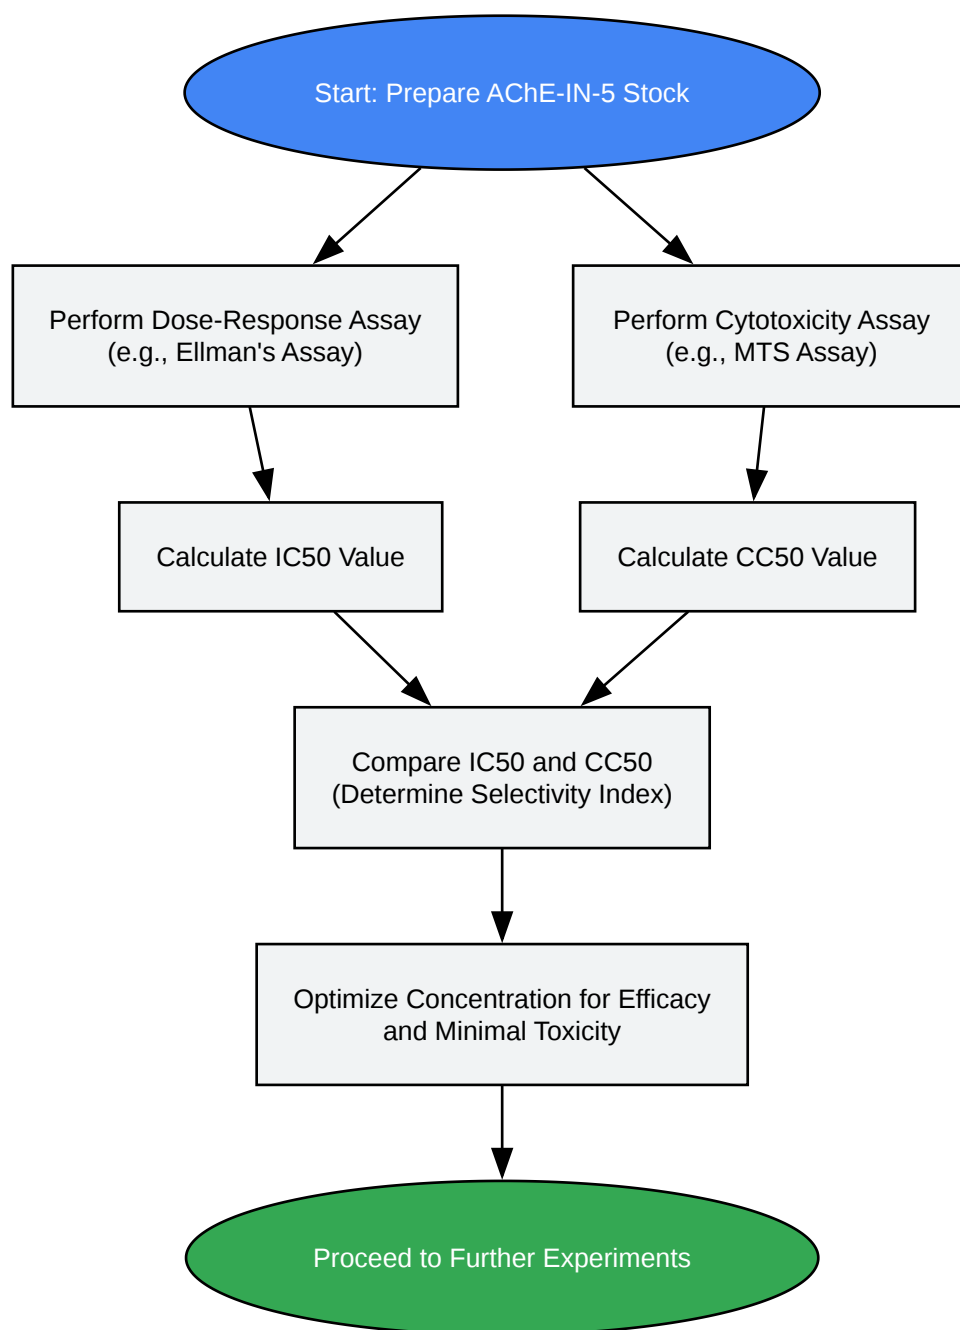 Start: Prepare AChE-IN-5 Stock
Perform Dose-Response Assay
(e.g., Ellman's Assay)
Perform Cytotoxicity Assay
(e.g., MTS Assay)
Calculate IC50 Value
Calculate CC50 Value
Compare IC50 and CC50
(Determine Selectivity Index)
Optimize Concentration for Efficacy
and Minimal Toxicity
Proceed to Further Experiments